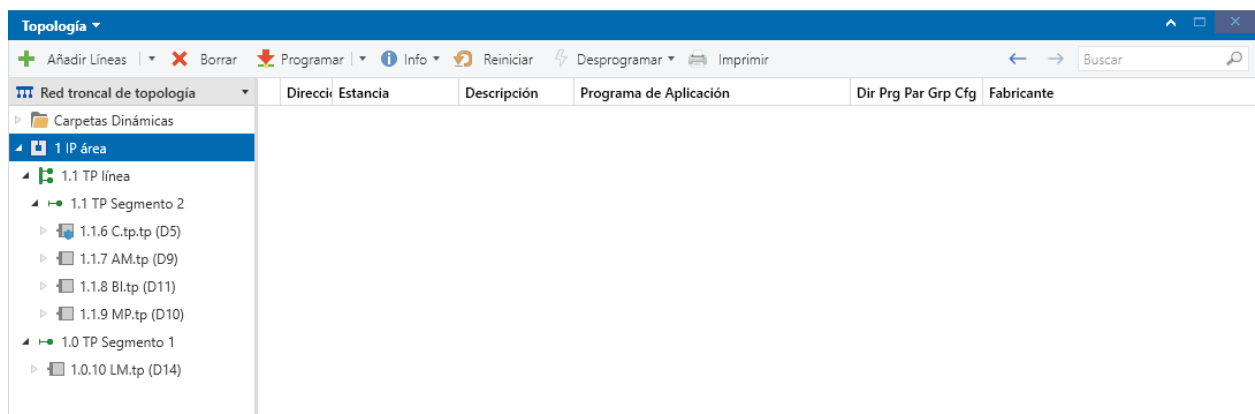 Topología
Añadir Líneas Borrar Programar Info Reiniciar Desprogramar Imprimir Buscar
Red troncal de topología Direcció Estancia Descripción Programa de Aplicación Dir Prg Par Grp Cfg Fabricante
Carpetas Dinámicas
1 IP área
1.1 TP línea
1.1 TP Segmento 2
1.1.6 C.tp.tp (D5)
1.1.7 AM.tp (D9)
1.1.8 BI.tp (D11)
1.1.9 MP.tp (D10)
1.0 TP Segmento 1
1.0.10 LM.tp (D14)